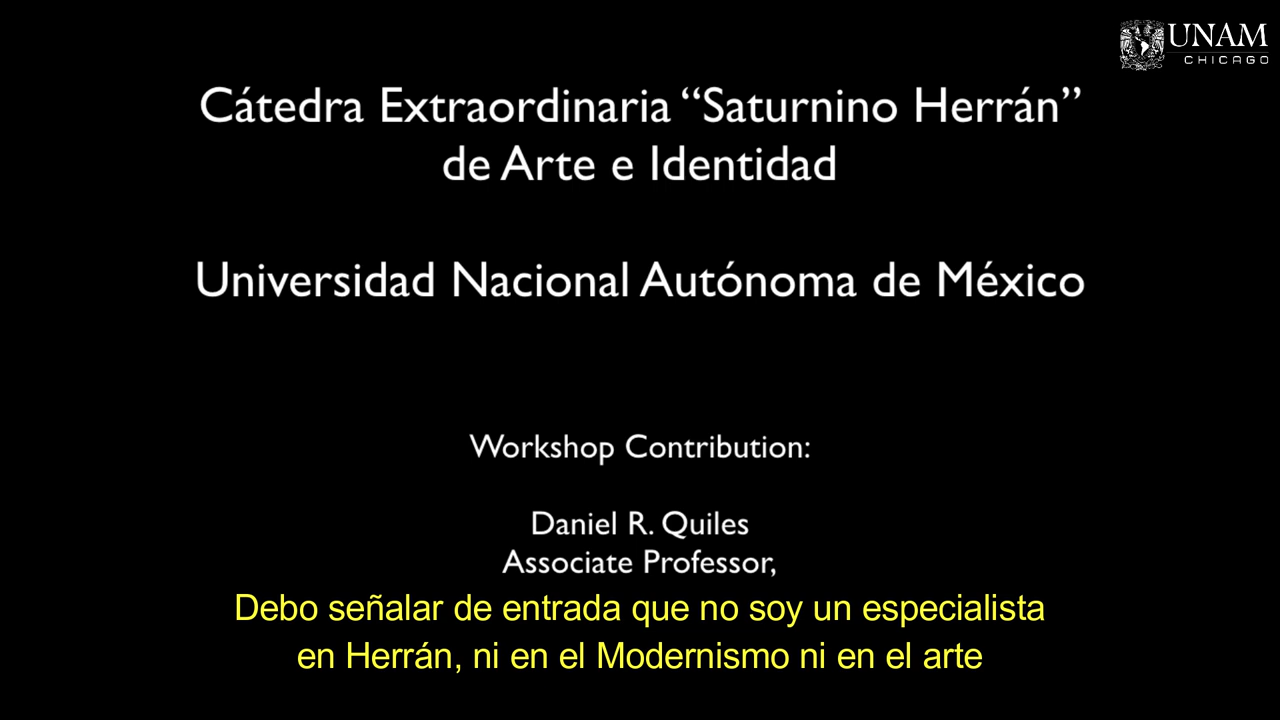 UNAM
CHICAGO
Cátedra Extraordinaria “Saturnino Herrán”
de Arte e Identidad
Universidad Nacional Autónoma de México
Workshop Contribution:
Daniel R. Quiles
Associate Professor,
Debo señalar de entrada que no soy un especialista
en Herrán, ni en el Modernismo ni en el arte